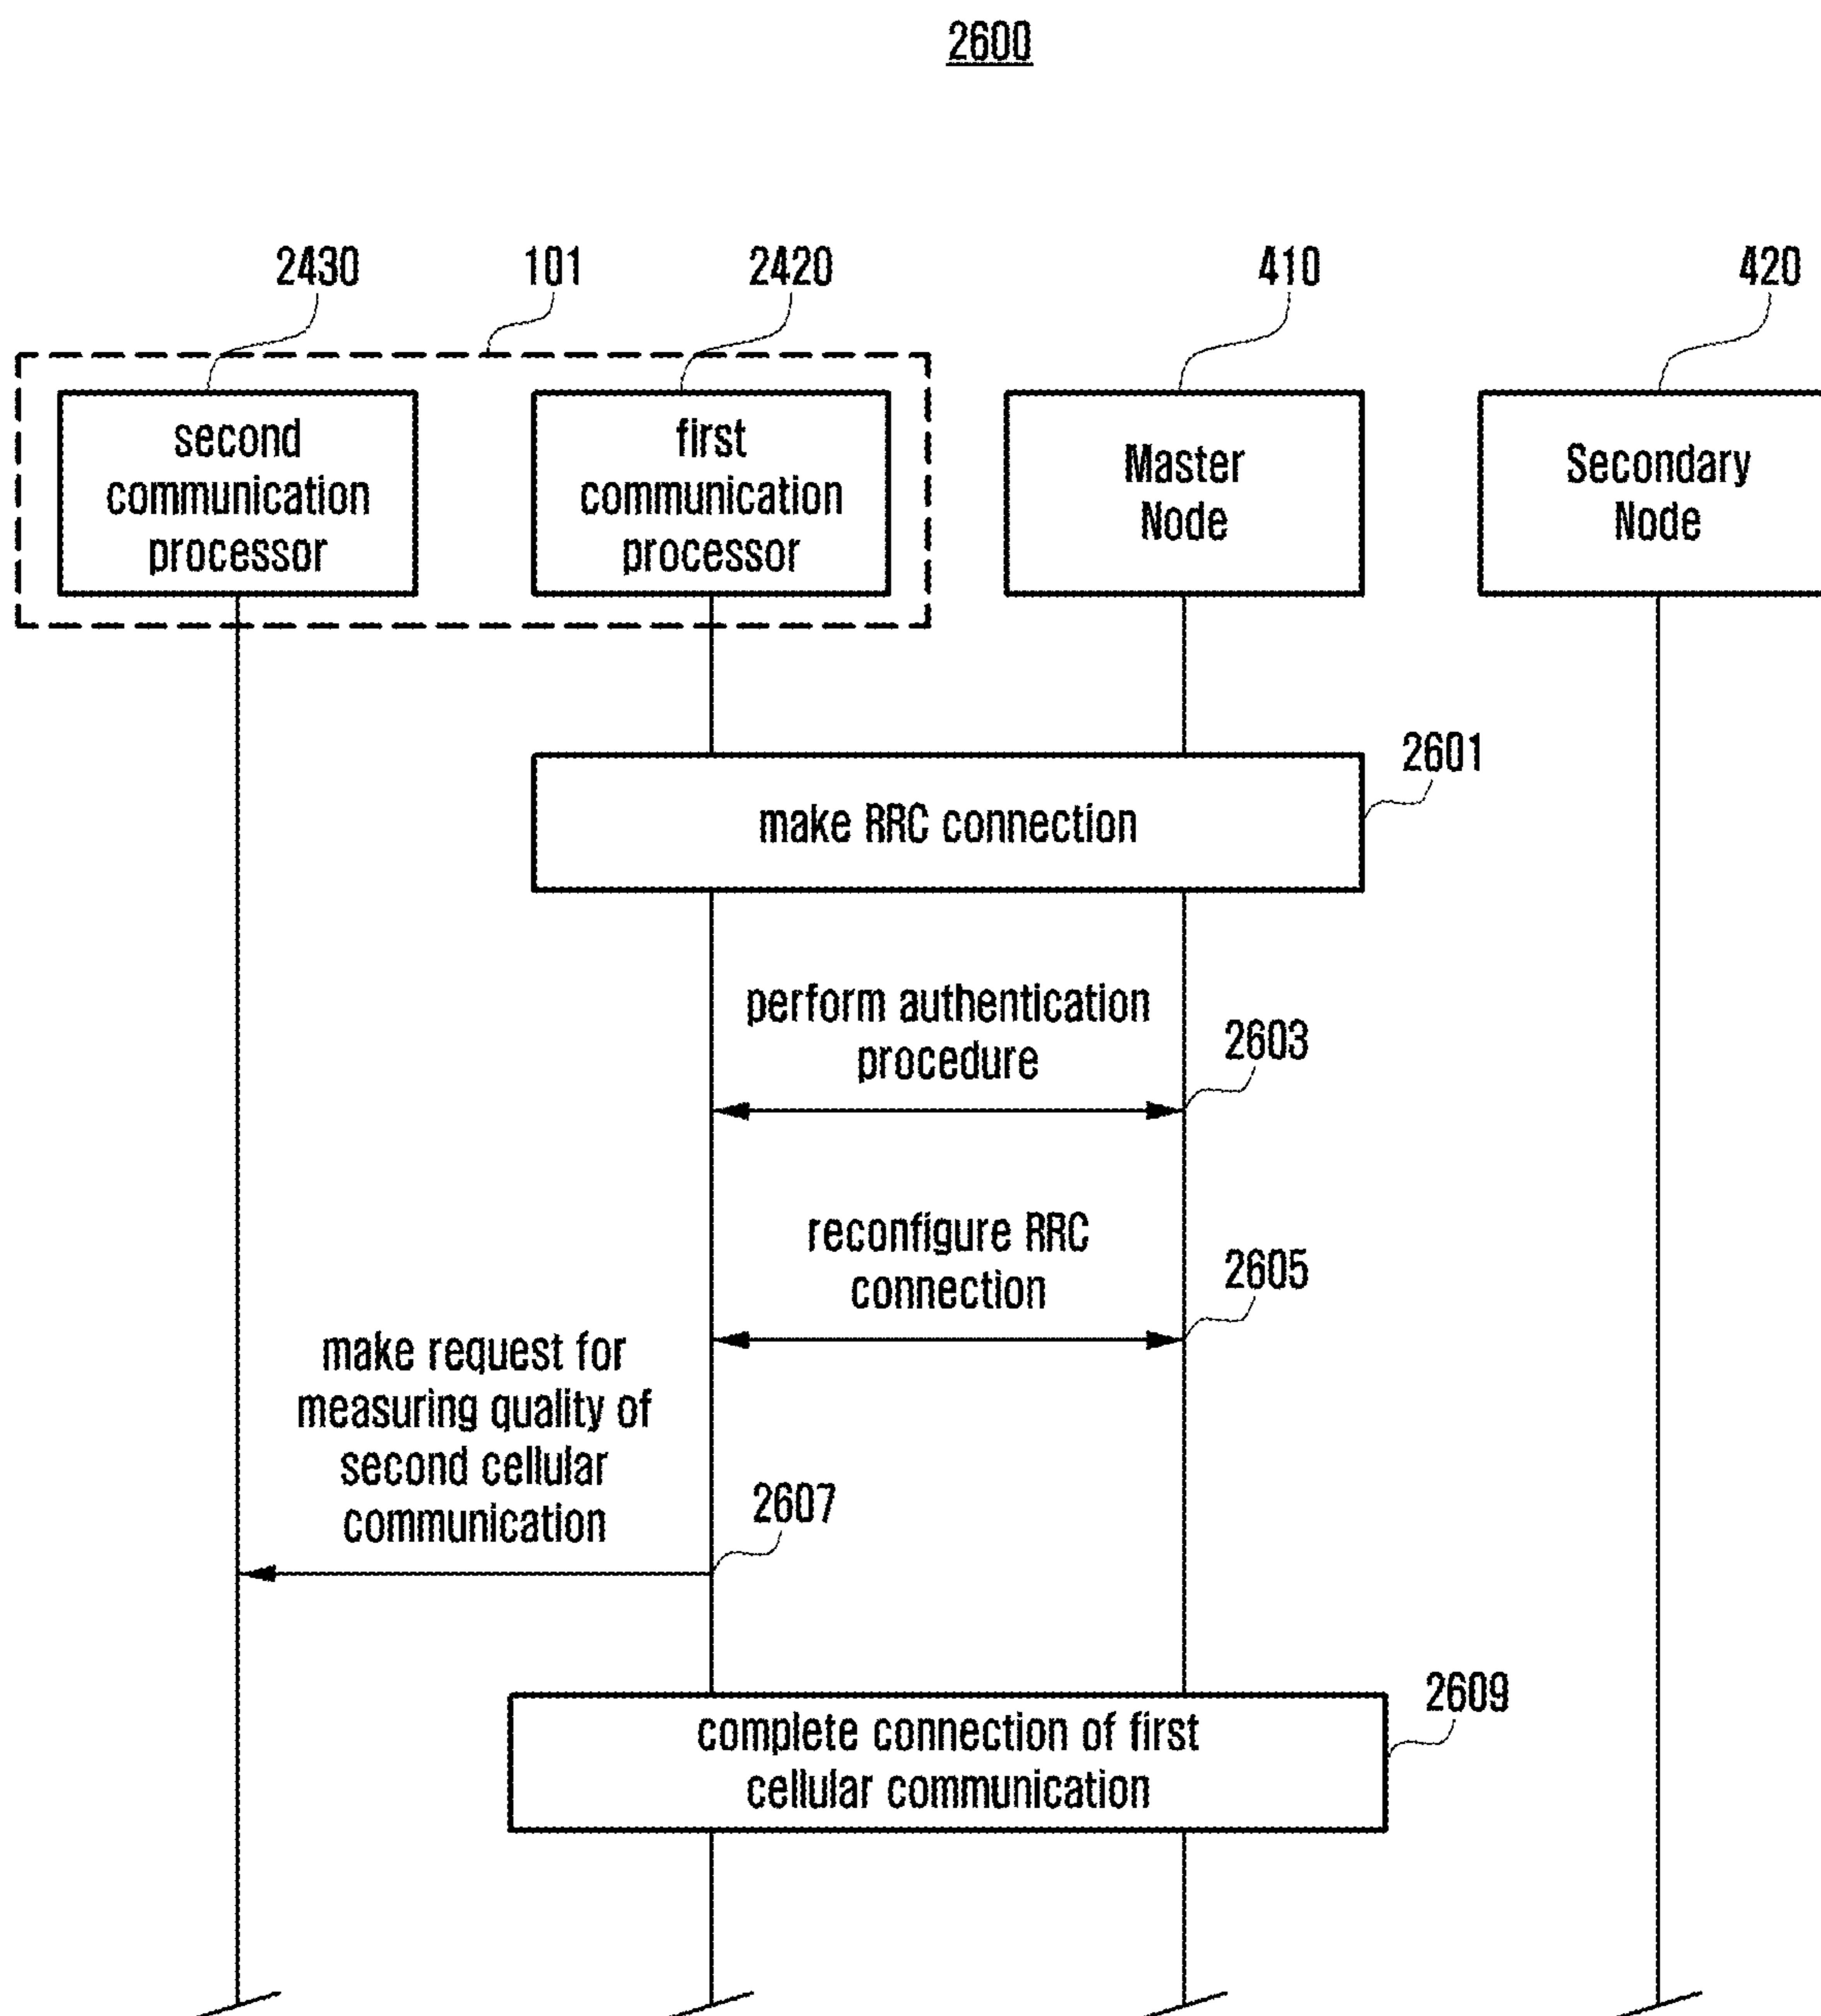 2600
2430
101
2420
410
420
second
communication
processor
first
communication
processor
Master
Node
Secondary
Node
2601
make RRC connection
perform authentication
procedure
2603
reconfigure RRC
connection
2605
make request for
measuring quality of
second cellular
communication
2607
2609
complete connection of first
cellular communication